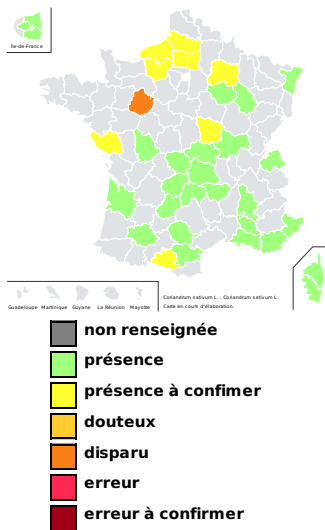 Île-de-France
Guadeloupe Martinique Guyane La Réunion Mayotte
Coriandrum sativum L. , Coriandrum sativum L.
Carte en cours d'élaboration.
non renseignée
présence
présence à confimer
douteux
disparu
erreur
erreur à confirmer